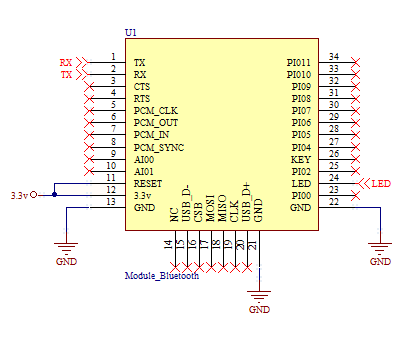 U1
RX 1 TX PIO11 34
TX 2 RX PIO10 33
3 CTS PIO9 32
4 RTS PIO8 31
5 PCM_CLK PIO7 30
6 PCM_OUT PIO6 29
7 PCM_IN PIO5 28
8 PCM_SYNC PIO4 27
9 AIO0 KEY 26
10 AIO1 PIO2 25
11 RESET LED 24 LED
3.3v 12 3.3v PIO0 23
13 GND GND 22
NC USB_D- CSB MOSI MISO CLK USB_D+ GND
14 15 16 17 18 19 20 21
GND GND
Module_Bluetooth
GND